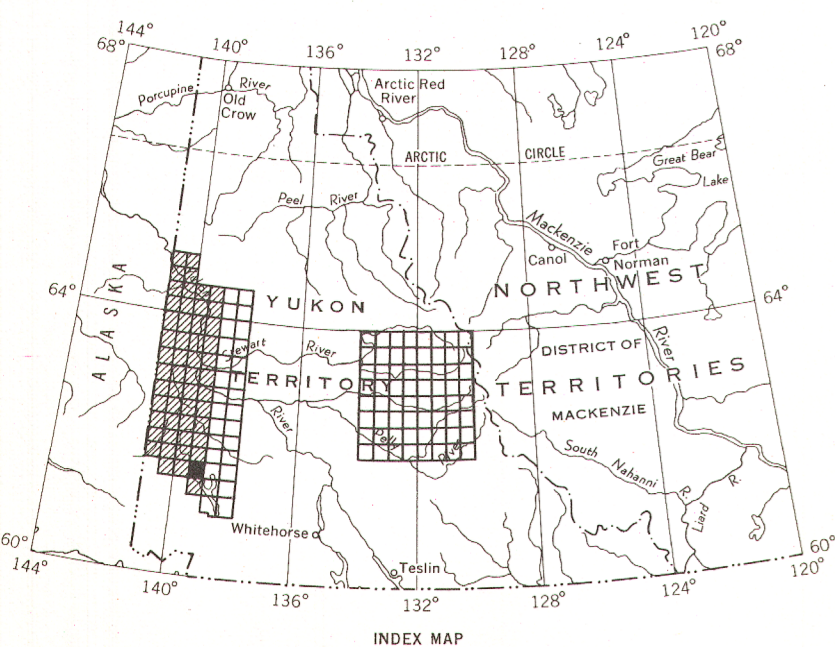 144°
140°
136°
132°
128°
124°
120°
68°
68°
Porcupine River
Old
Crow
Arctic Red
River
ARCTIC CIRCLE
Great Bear
Lake
Peel River
Mackenzie
Canol
Fort
Norman
ALASKA
64°
YUKON
NORTHWEST
64°
Stewart River
DISTRICT OF
River
TERRITORY
TERRITORIES
MACKENZIE
River
Pelly River
South Nahanni R.
Liard R.
Whitehorse
Teslin
60°
60°
144°
140°
136°
132°
128°
124°
120°
INDEX MAP